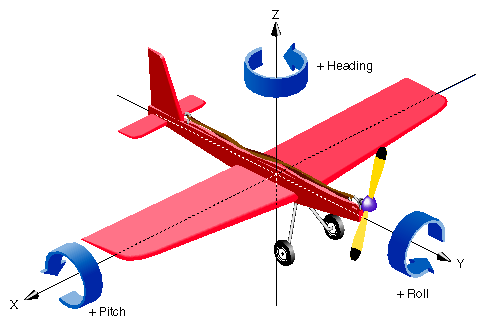 Z
+ Heading
Y
X
+ Roll
+ Pitch